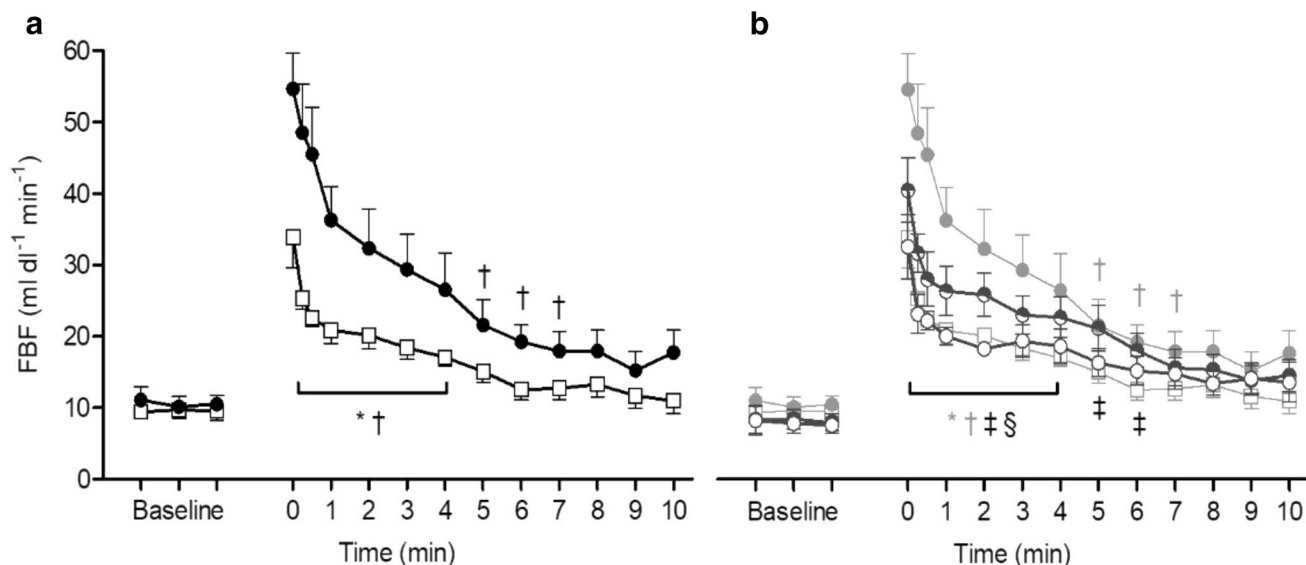 a
b
FBF (ml dl⁻¹ min⁻¹)
60
50
40
30
20
10
0
† † †
* †
Baseline
0 1 2 3 4 5 6 7 8 9 10
Time (min)
† † †
* † ‡ §
‡ ‡
Baseline
0 1 2 3 4 5 6 7 8 9 10
Time (min)